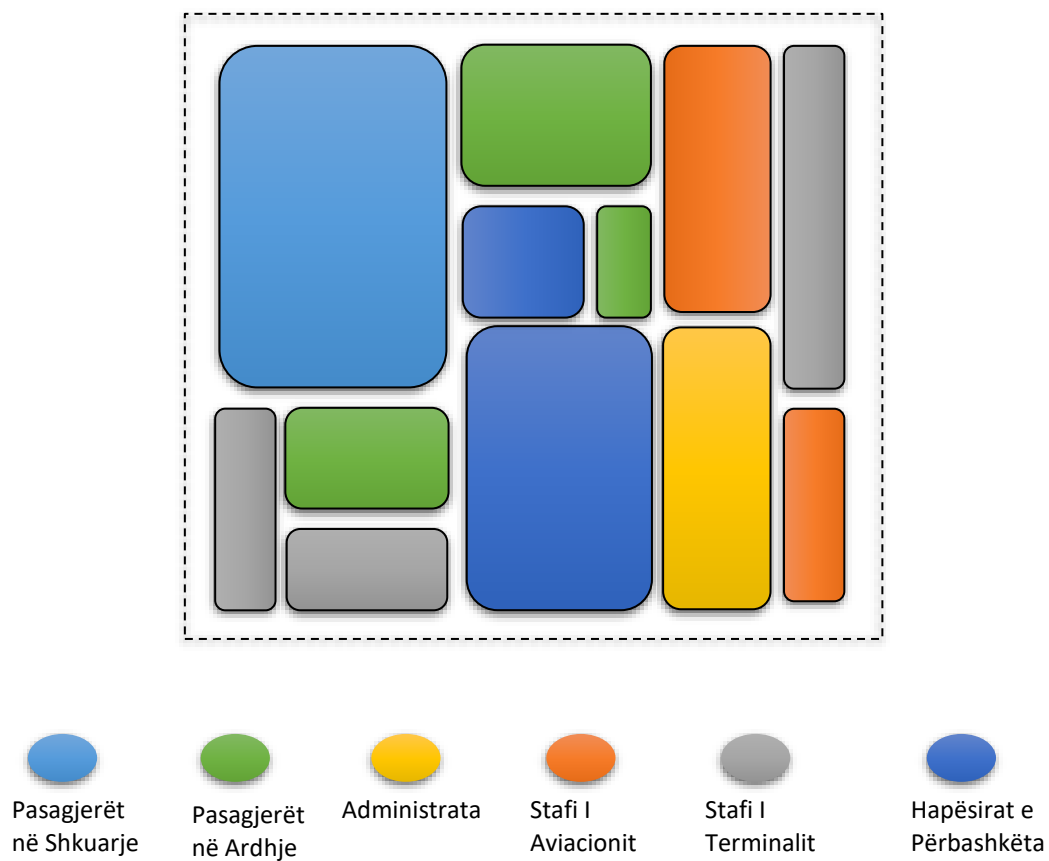 Pasagjerët
në Shkuarje
Pasagjerët
në Ardhje
Administrata
Stafi I
Aviacionit
Stafi I
Terminalit
Hapësirat e
Përbashkëta